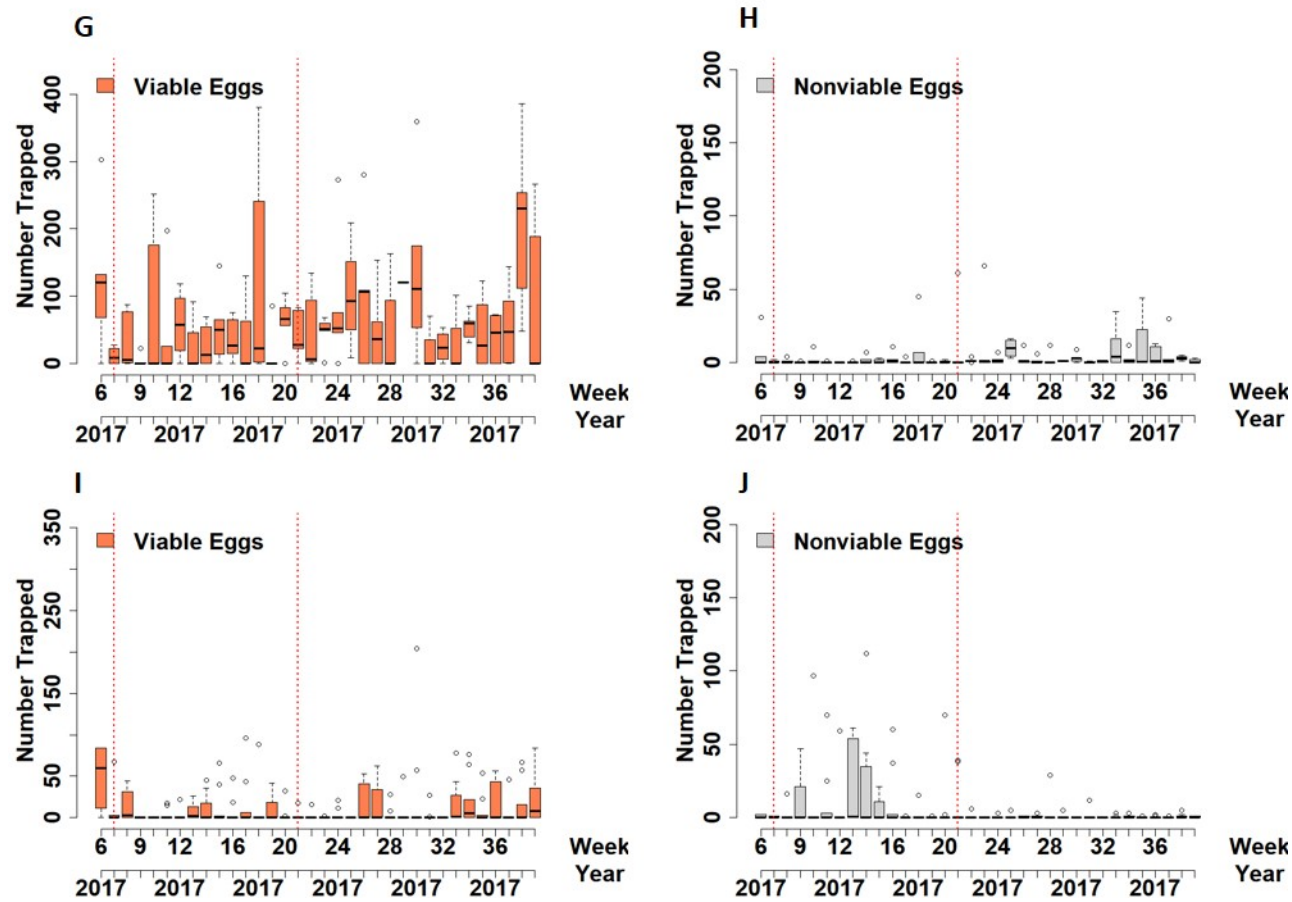 G
Viable Eggs
Number Trapped
0
100
200
300
400
6 9 12 16 20 24 28 32 36
Week
2017 2017 2017 2017 2017 2017
Year
H
Nonviable Eggs
Number Trapped
0
50
100
150
200
6 9 12 16 20 24 28 32 36
Week
2017 2017 2017 2017 2017 2017
Year
I
Viable Eggs
Number Trapped
0
50
150
250
350
6 9 12 16 20 24 28 32 36
Week
2017 2017 2017 2017 2017 2017
Year
J
Nonviable Eggs
Number Trapped
0
50
100
150
200
6 9 12 16 20 24 28 32 36
Week
2017 2017 2017 2017 2017 2017
Year